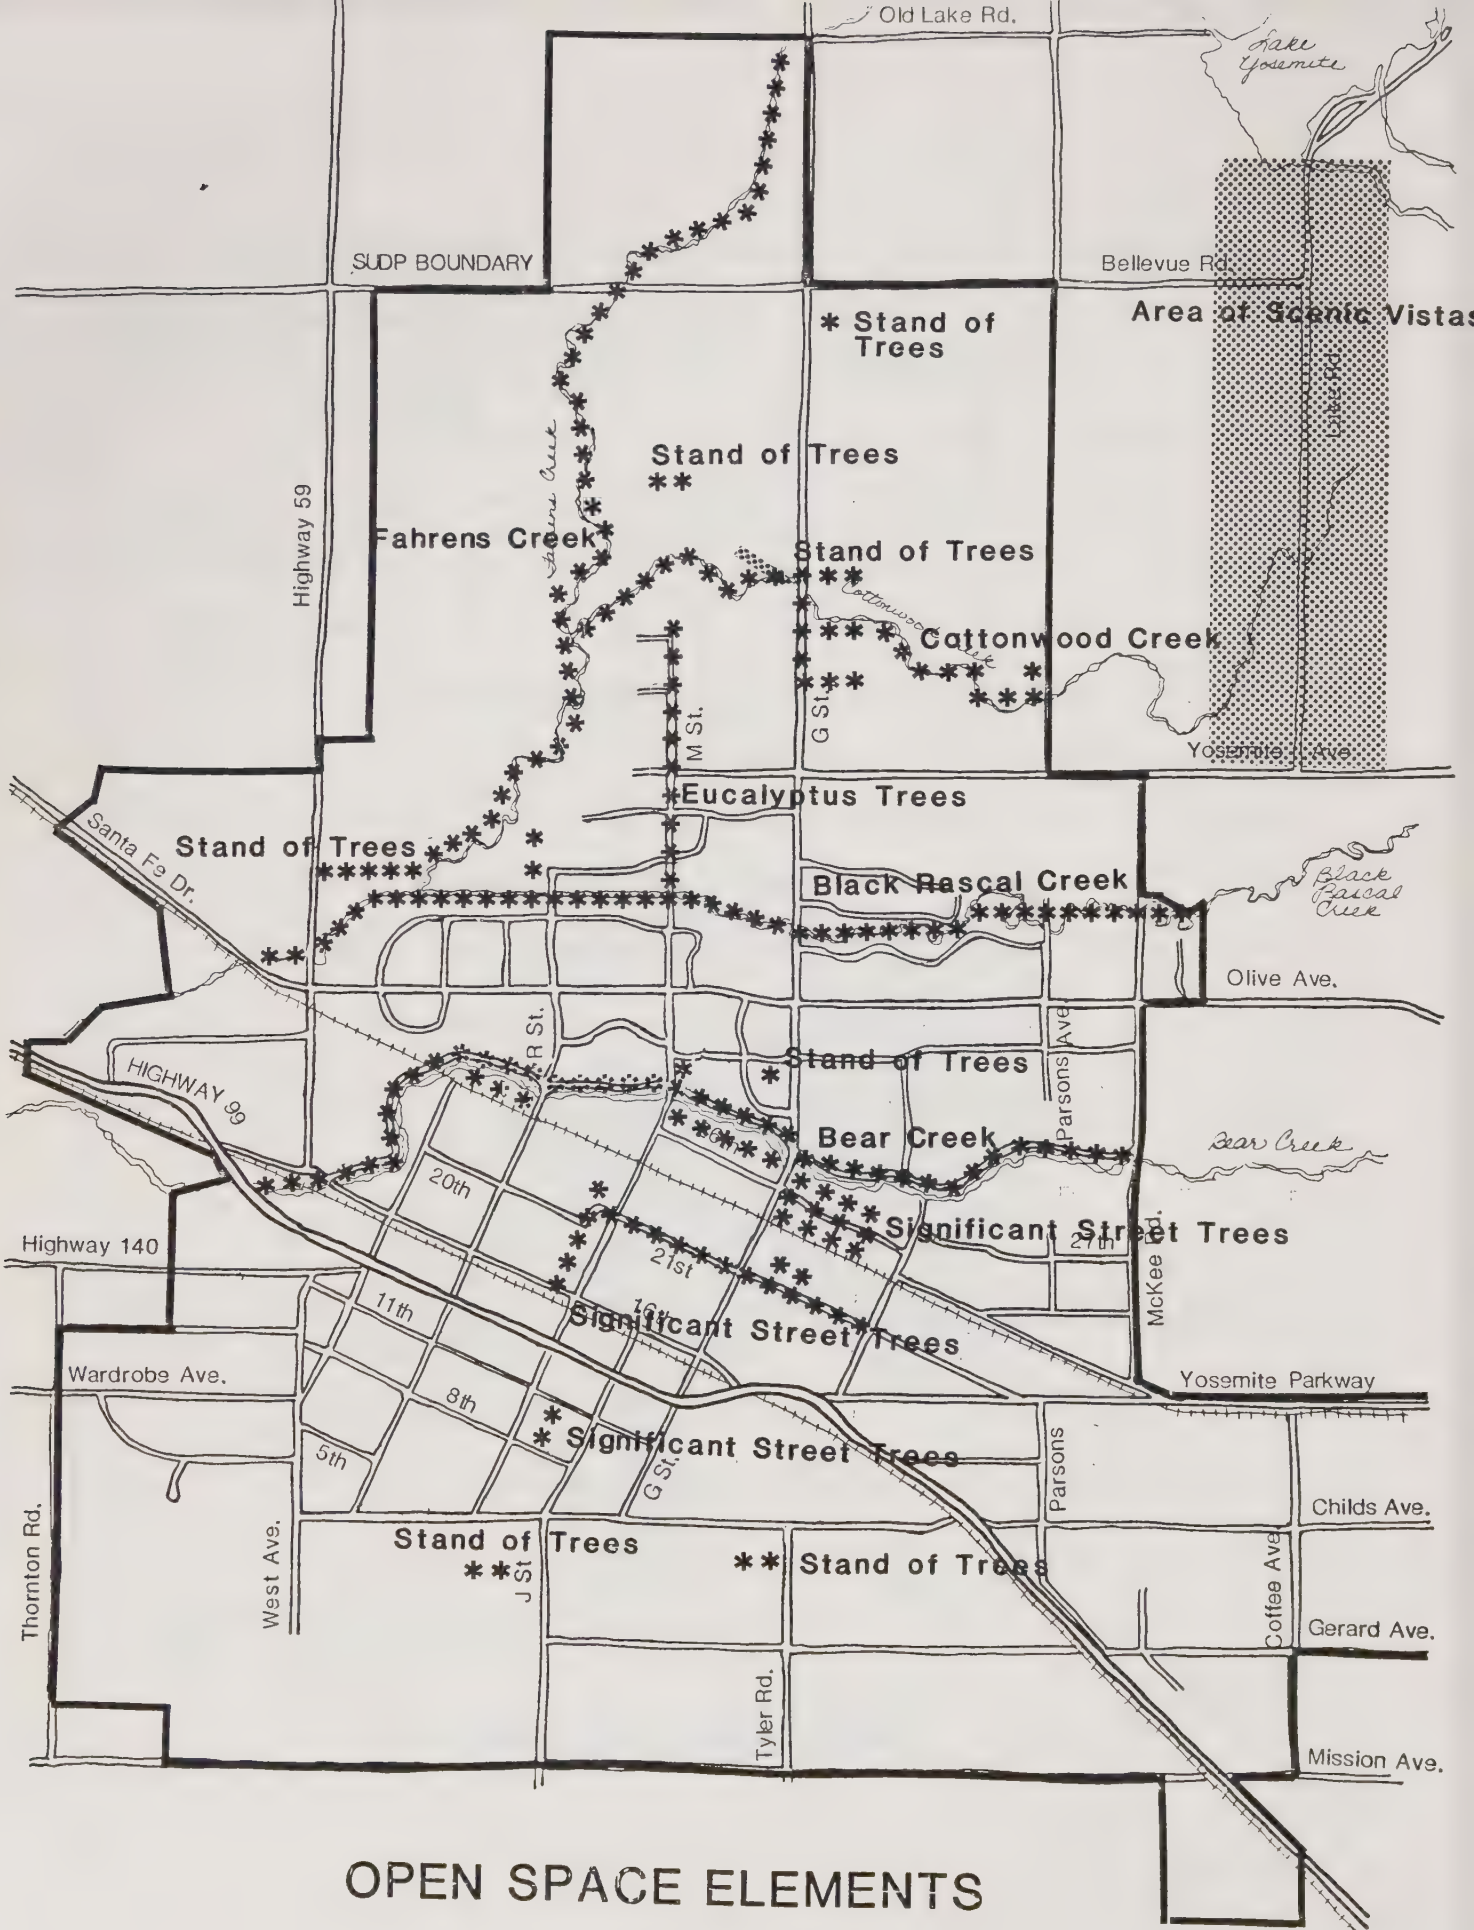 Old Lake Rd.
Lake
Yosemite
SUDP BOUNDARY
Bellevue Rd.
Area of Scenic Vistas
* Stand of
Trees
Lake Rd
Stand of Trees
Highway 59
Fahrens Creek
Fahrens Creek
Stand of Trees
Cottonwood Creek
Cottonwood Creek
M St.
G St.
Yosemite Ave
Eucalyptus Trees
Santa Fe Dr.
Stand of Trees
Black Rascal Creek
Black
Rascal
Creek
Olive Ave.
R St.
Parsons Ave
Stand of Trees
HIGHWAY 99
Bear Creek
Bear Creek
20th
Significant Street Trees
27th
McKee Rd.
Highway 140
21st
11th
16th
Significant Street Trees
Wardrobe Ave.
Yosemite Parkway
8th
Significant Street Trees
5th
G St.
Parsons
Childs Ave.
Thornton Rd.
West Ave.
Stand of Trees
J St
Stand of Trees
Coffee Ave
Gerard Ave.
Tyler Rd.
Mission Ave.
OPEN SPACE ELEMENTS